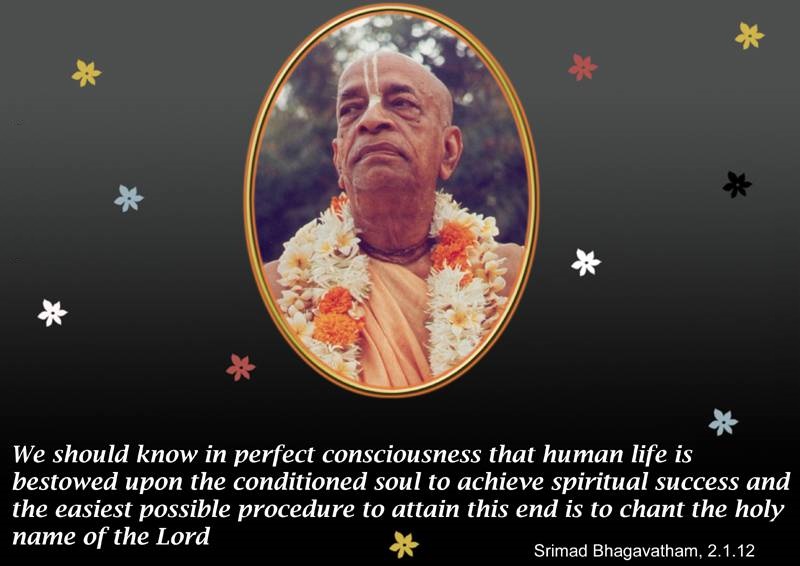 We should know in perfect consciousness that human life is
bestowed upon the conditioned soul to achieve spiritual success and
the easiest possible procedure to attain this end is to chant the holy
name of the Lord
Srimad Bhagavatham, 2.1.12